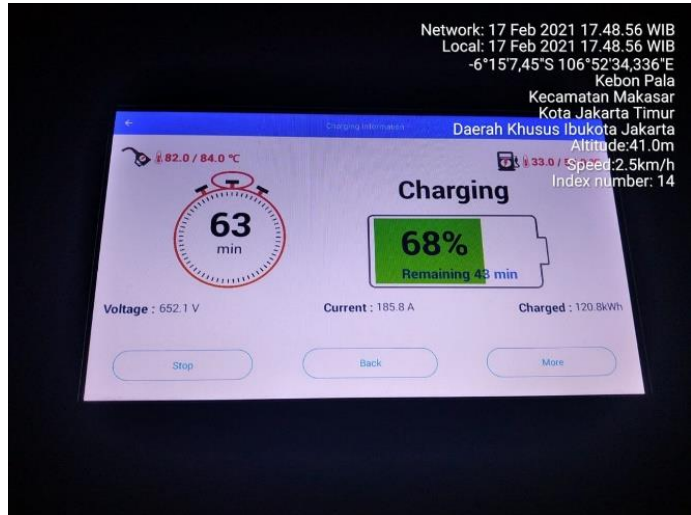 Network: 17 Feb 2021 17.48.56 WIB
Local: 17 Feb 2021 17.48.56 WIB
-6°15'7,45"S 106°52'34,336"E
Kebon Pala
Kecamatan Makasar
Kota Jakarta Timur
Daerah Khusus Ibukota Jakarta
Altitude:41.0m
Speed:2.5km/h
Index number: 14
Charging Information
82.0 / 84.0 °C
33.0 /
63
min
Charging
68%
Remaining 43 min
Voltage : 652.1 V
Current : 185.8 A
Charged : 120.8kWh
Stop
Back
More